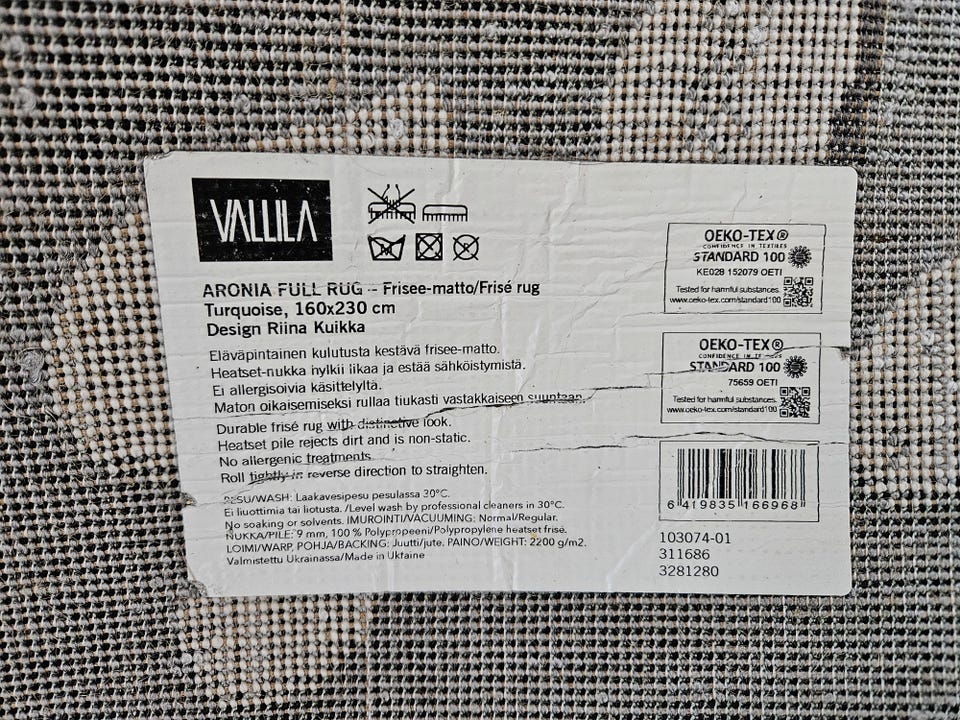 VALLILA
ARONIA FULL RUG – Frisee-matto/Frisé rug
Turquoise, 160x230 cm
Design Riina Kuikka
Eläväpintainen kulutusta kestävä frisee-matto.
Heatset-nukka hylkii likaa ja estää sähköistymistä.
Ei allergisoivia käsittelyltä.
Maton oikaisemiseksi rullaa tiukasti vastakkaiseen suuntaan.
Durable frisé rug with distinctive look.
Heatset pile rejects dirt and is non-static.
No allergenic treatments.
Roll tightly in reverse direction to straighten.
PESU/WASH: Laakavesipesu pesulassa 30°C.
Ei liuottimia tai liotusta. /Level wash by professional cleaners in 30°C.
No soaking or solvents. IMUROINTI/VACUUMING: Normal/Regular.
NUKKA/PILE: 9 mm, 100 % Polypropeeni/Polypropylene heatset frisé.
LOIMI/WARP, POHJA/BACKING: Juutti/jute. PAINO/WEIGHT: 2200 g/m2.
Valmistettu Ukrainassa/Made in Ukraine
OEKO-TEX®
CONFIDENCE IN TEXTILES
STANDARD 100
KE028 152079 OETI
Tested for harmful substances.
www.oeko-tex.com/standard100
OEKO-TEX®
CONFIDENCE IN TEXTILES
STANDARD 100
75659 OETI
Tested for harmful substances.
www.oeko-tex.com/standard100
6 419835 166968
103074-01
311686
3281280